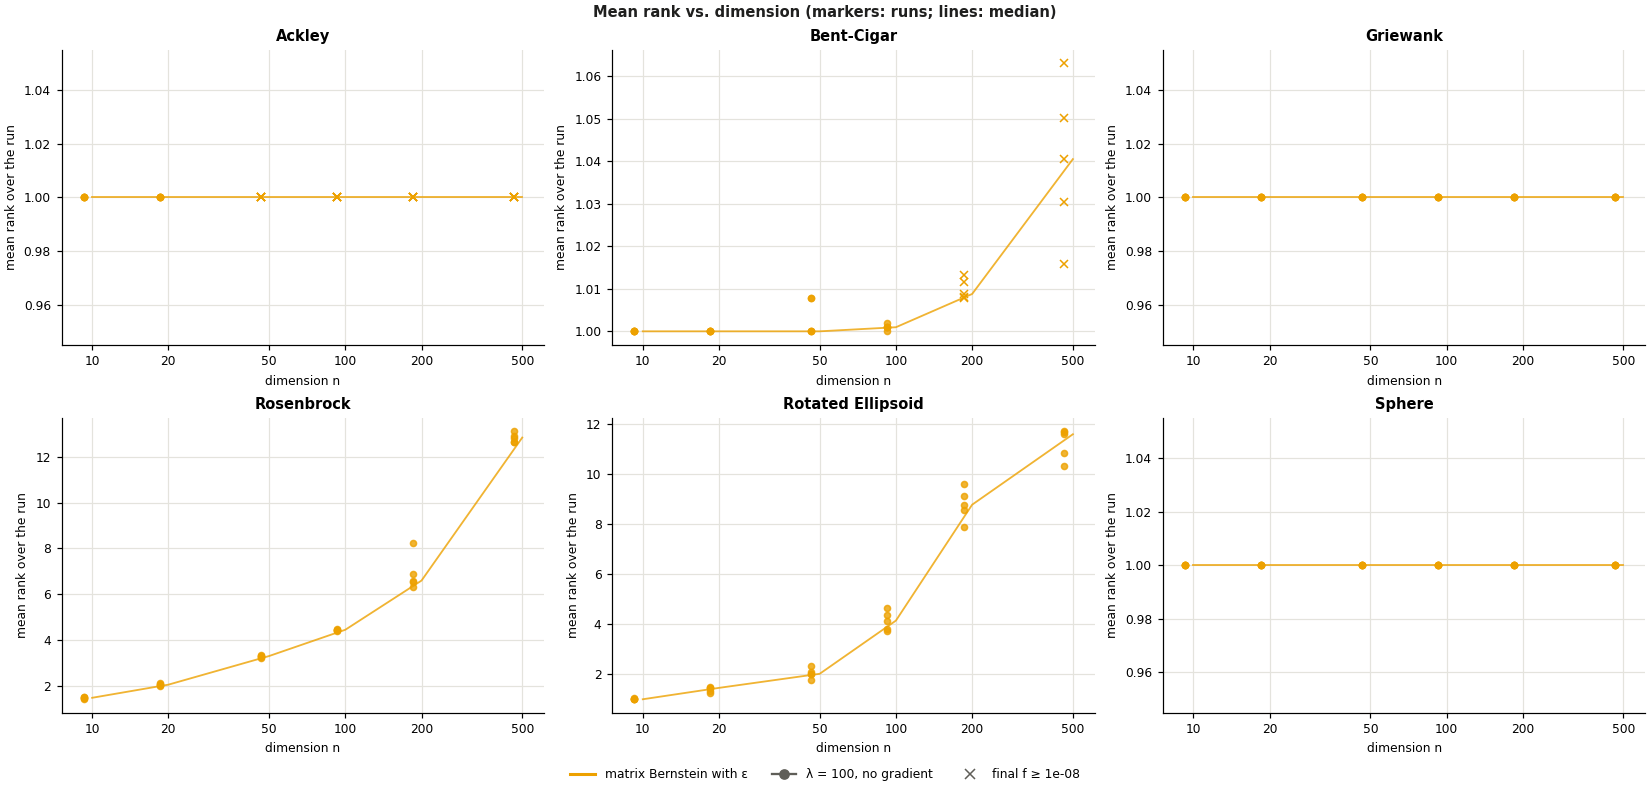 Mean rank vs. dimension (markers: runs; lines: median)
Ackley
mean rank over the run
1.04
1.02
1.00
0.98
0.96
10 20 50 100 200 500
dimension n
Bent-Cigar
mean rank over the run
1.06
1.05
1.04
1.03
1.02
1.01
1.00
10 20 50 100 200 500
dimension n
Griewank
mean rank over the run
1.04
1.02
1.00
0.98
0.96
10 20 50 100 200 500
dimension n
Rosenbrock
mean rank over the run
12
10
8
6
4
2
10 20 50 100 200 500
dimension n
Rotated Ellipsoid
mean rank over the run
12
10
8
6
4
2
10 20 50 100 200 500
dimension n
Sphere
mean rank over the run
1.04
1.02
1.00
0.98
0.96
10 20 50 100 200 500
dimension n
matrix Bernstein with ε λ = 100, no gradient final f ≥ 1e-08